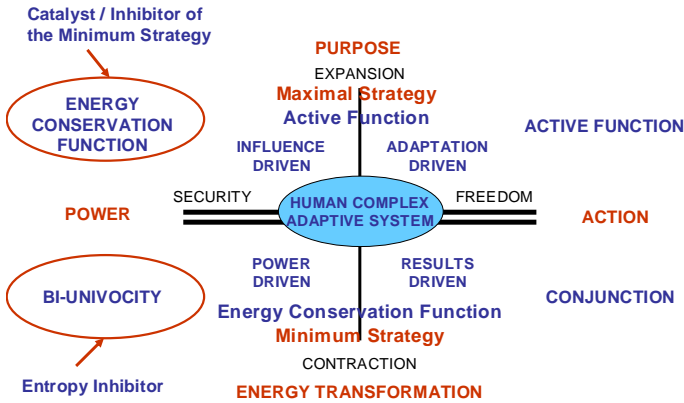 Catalyst / Inhibitor of
the Minimum Strategy
PURPOSE
EXPANSION
Maximal Strategy
Active Function
ENERGY
CONSERVATION
FUNCTION
ACTIVE FUNCTION
INFLUENCE
DRIVEN
ADAPTATION
DRIVEN
SECURITY
FREEDOM
HUMAN COMPLEX
ADAPTIVE SYSTEM
POWER
ACTION
POWER
DRIVEN
RESULTS
DRIVEN
BI-UNIVOCITY
CONJUNCTION
Energy Conservation Function
Minimum Strategy
CONTRACTION
Entropy Inhibitor
ENERGY TRANSFORMATION